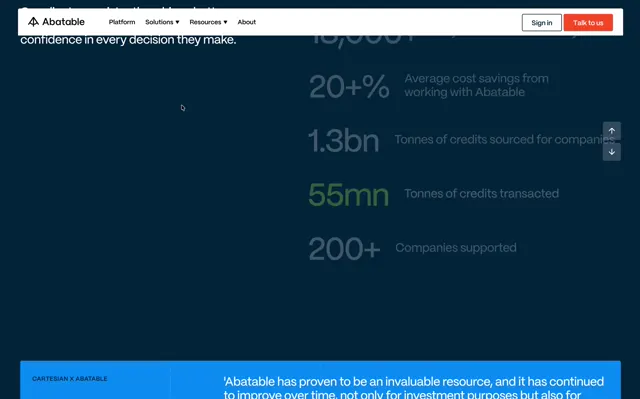 Abatable
Platform
Solutions
Resources
About
Sign in
Talk to us
confidence in every decision they make.
20+%
Average cost savings from
working with Abatable
1.3bn
Tonnes of credits sourced for companies
55mn
Tonnes of credits transacted
200+
Companies supported
CARTESIAN X ABATABLE
'Abatable has proven to be an invaluable resource, and it has continued
to improve over time, not only for investment purposes but also for